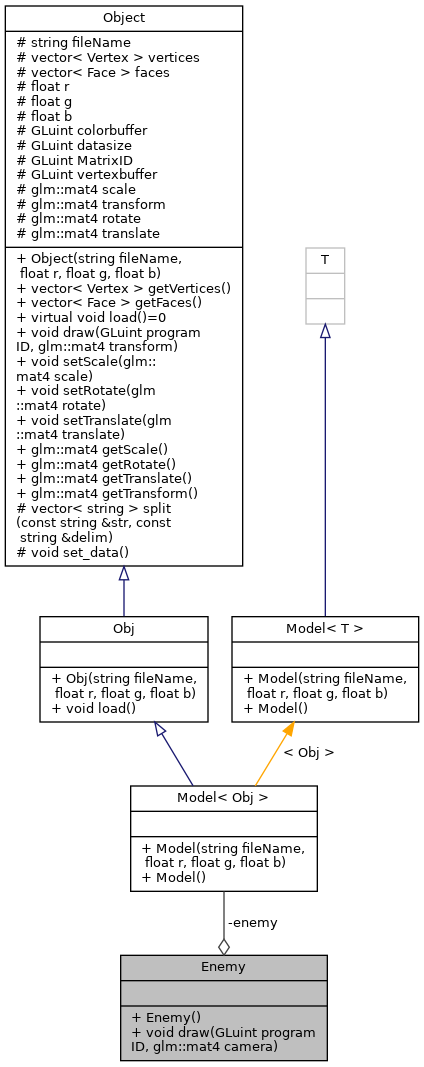 Object
# string fileName
# vector< Vertex > vertices
# vector< Face > faces
# float r
# float g
# float b
# GLuint colorbuffer
# GLuint datasize
# GLuint MatrixID
# GLuint vertexbuffer
# glm::mat4 scale
# glm::mat4 transform
# glm::mat4 rotate
# glm::mat4 translate
+ Object(string fileName,
float r, float g, float b)
+ vector< Vertex > getVertices()
+ vector< Face > getFaces()
+ virtual void load()=0
+ void draw(GLuint program
ID, glm::mat4 transform)
+ void setScale(glm::
mat4 scale)
+ void setRotate(glm
::mat4 rotate)
+ void setTranslate(glm
::mat4 translate)
+ glm::mat4 getScale()
+ glm::mat4 getRotate()
+ glm::mat4 getTranslate()
+ glm::mat4 getTransform()
# vector< string > split
(const string &str, const
string &delim)
# void set_data()
T
Obj
+ Obj(string fileName,
float r, float g, float b)
+ void load()
Model< T >
+ Model(string fileName,
float r, float g, float b)
+ Model()
< Obj >
Model< Obj >
+ Model(string fileName,
float r, float g, float b)
+ Model()
-enemy
Enemy
+ Enemy()
+ void draw(GLuint program
ID, glm::mat4 camera)